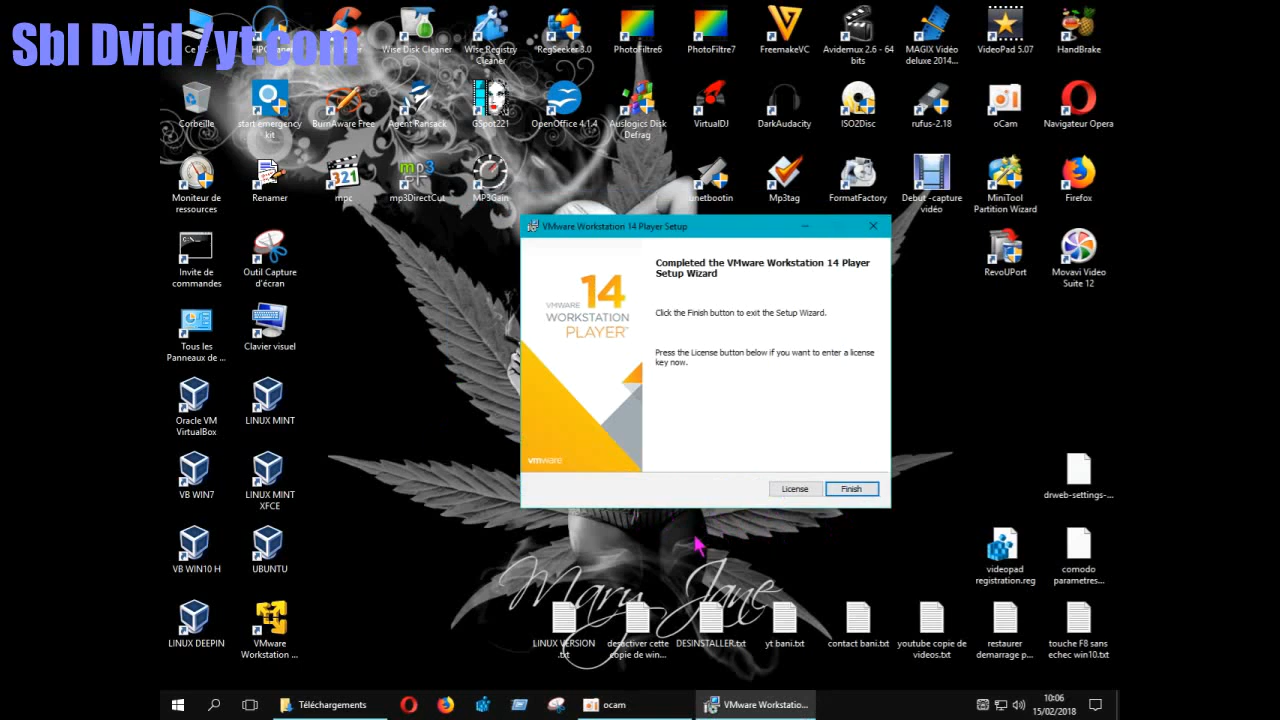 Sbl Dvid /yt.com
Wise Disk Cleaner
Wise Registry
Cleaner
RegSeeker 3.0
PhotoFiltre6
PhotoFiltre7
FreemakeVC
Avidemux 2.6 - 64
bits
MAGIX Vidéo
deluxe 2014...
VideoPad 5.07
HandBrake
Corbeille
start emergency
kit
BurnAware Free
Agent Ransack
GSpot221
OpenOffice 4.1.4
Auslogics Disk
Defrag
VirtualDJ
DarkAudacity
ISO2Disc
rufus-2.18
oCam
Navigateur Opera
Moniteur de
ressources
Renamer
321
mpc
mp3
mp3DirectCut
MP3Gain
unetbootin
Mp3tag
FormatFactory
Debut -capture
vidéo
MiniTool
Partition Wizard
Firefox
VMware Workstation 14 Player Setup
Completed the VMware Workstation 14 Player
Setup Wizard
Click the Finish button to exit the Setup Wizard.
Press the License button below if you want to enter a license
key now.
14
VMWARE
WORKSTATION
PLAYER™
vmware
License
Finish
Invite de
commandes
Outil Capture
d'écran
RevoUPort
Movavi Video
Suite 12
Tous les
Panneaux de ...
Clavier visuel
Oracle VM
VirtualBox
LINUX MINT
VB WIN7
LINUX MINT
XFCE
drweb-settings-...
VB WIN10 H
UBUNTU
videopad
registration.reg
comodo
parametres...
Mary Jane
LINUX DEEPIN
VMware
Workstation ...
LINUX VERSION
.txt
desactiver cette
copie de win...
DESINSTALLER.txt
yt bani.txt
contact bani.txt
youtube copie de
videos.txt
restaurer
demarrage p...
touche F8 sans
echec win10.txt
Téléchargements
ocam
VMware Workstatio...
10:06
15/02/2018